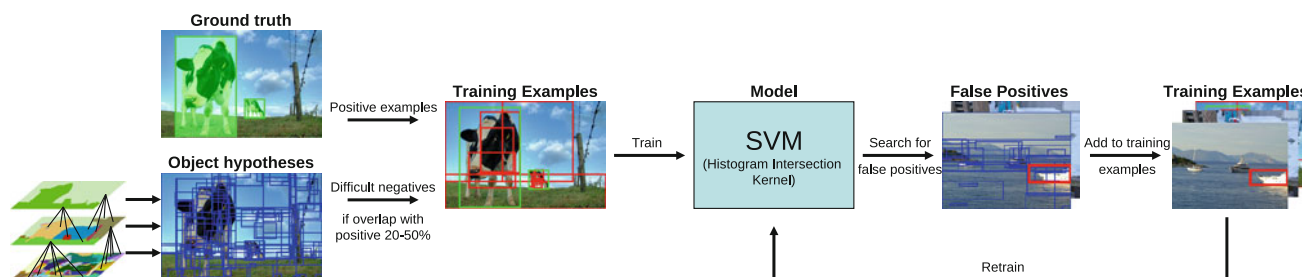 Ground truth
Positive examples
Object hypotheses
Difficult negatives
if overlap with
positive 20-50%
Training Examples
Train
Model
SVM
(Histogram Intersection
Kernel)
Search for
false positives
False Positives
Add to training
examples
Training Examples
Retrain